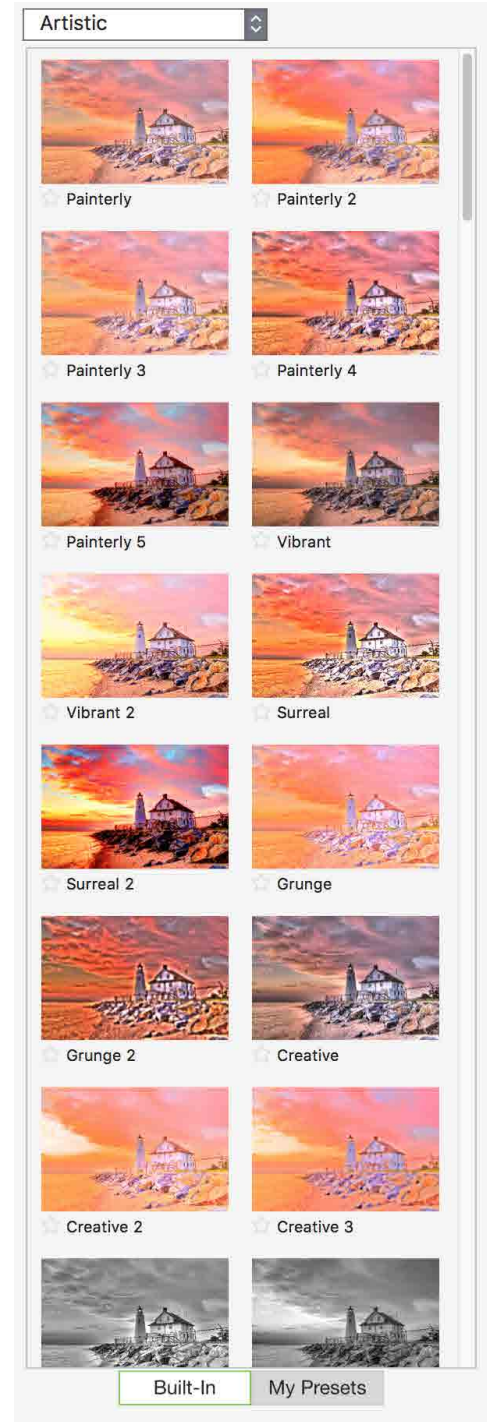 Artistic
Painterly
Painterly 2
Painterly 3
Painterly 4
Painterly 5
Vibrant
Vibrant 2
Surreal
Surreal 2
Grunge
Grunge 2
Creative
Creative 2
Creative 3
Built-In
My Presets